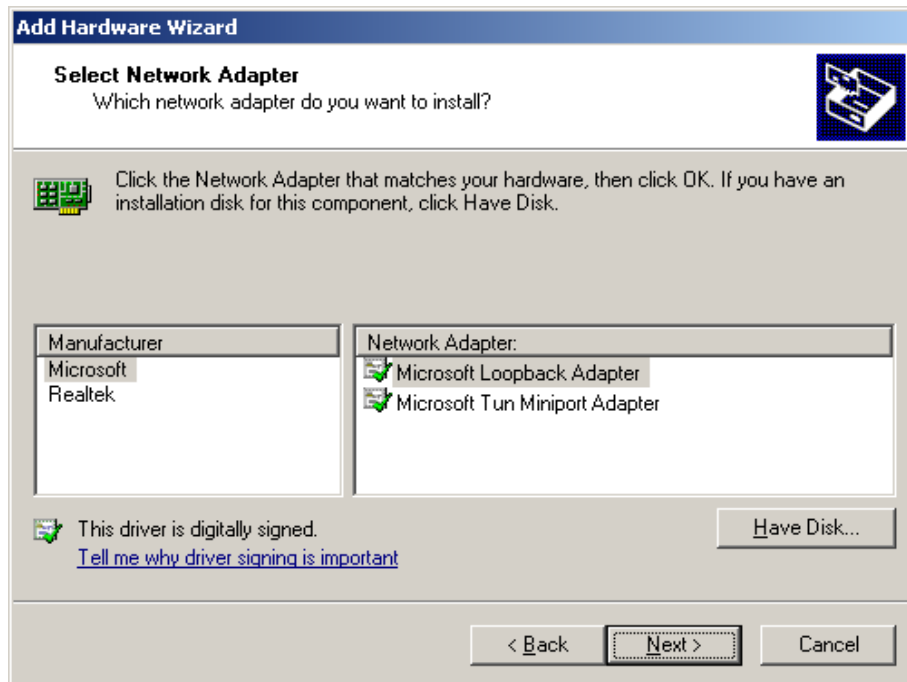 Add Hardware Wizard
Select Network Adapter
Which network adapter do you want to install?
Click the Network Adapter that matches your hardware, then click OK. If you have an
installation disk for this component, click Have Disk.
Manufacturer
Microsoft
Realtek
Network Adapter:
Microsoft Loopback Adapter
Microsoft Tun Miniport Adapter
This driver is digitally signed.
Tell me why driver signing is important
Have Disk...
< Back
Next >
Cancel